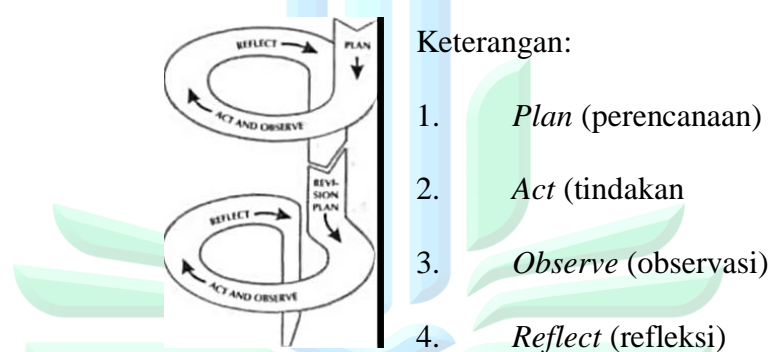 PLAN
REFLECT
ACT AND OBSERVE
REVI-
SION
PLAN
REFLECT
ACT AND OBSERVE
Keterangan:
1. Plan (perencanaan)
2. Act (tindakan
3. Observe (observasi)
4. Reflect (refleksi)